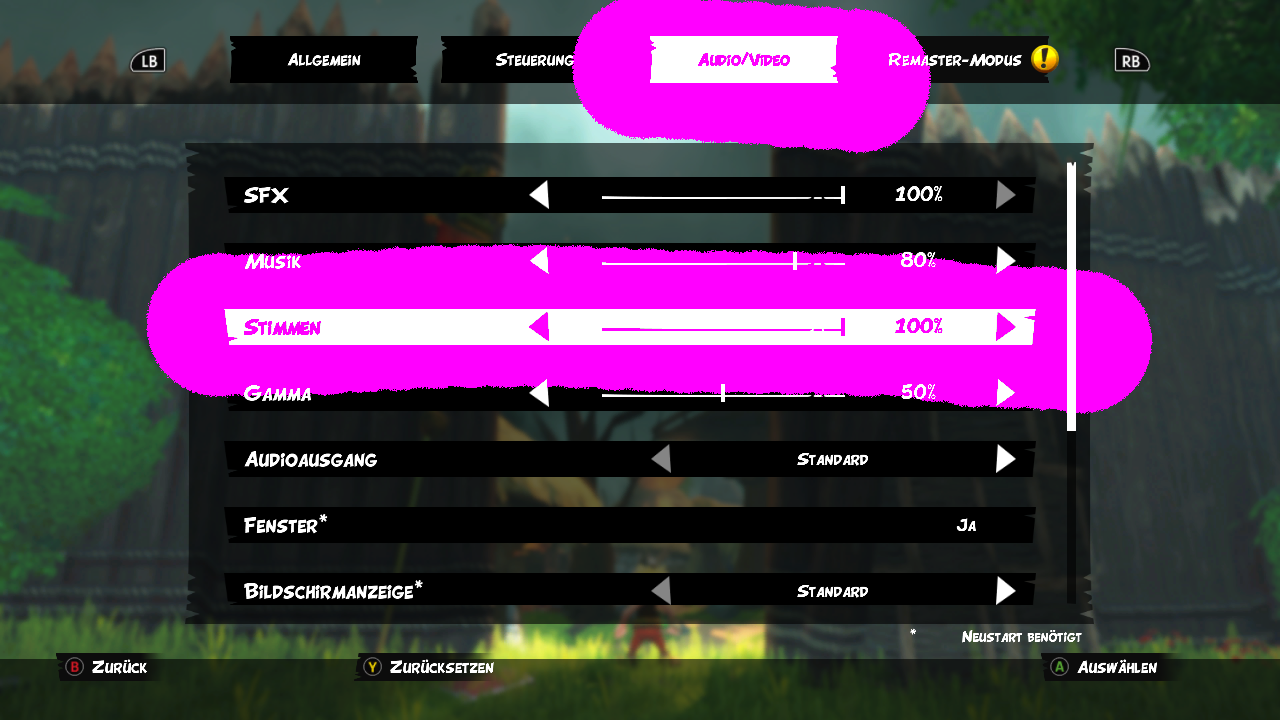 LB ALLGEMEIN STEUERUNG AUDIO/VIDEO REMASTER-MODUS RB
SFX 100%
MUSIK 80%
STIMMEN 100%
GAMMA 50%
AUDIOAUSGANG STANDARD
FENSTER* JA
BILDSCHIRMANZEIGE* STANDARD
* NEUSTART BENÖTIGT
B ZURÜCK Y ZURÜCKSETZEN A AUSWÄHLEN